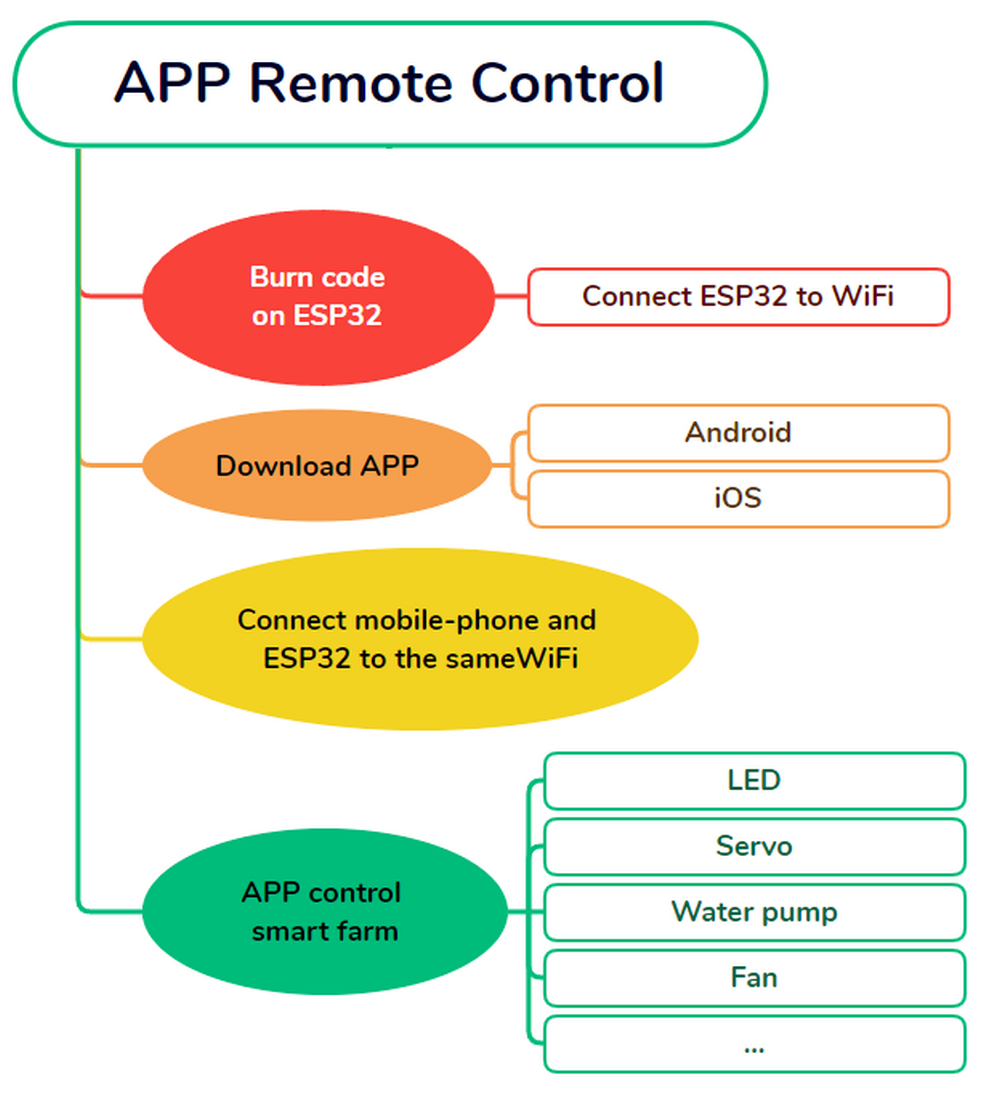 APP Remote Control
Burn code
on ESP32
Connect ESP32 to WiFi
Download APP
Android
iOS
Connect mobile-phone and
ESP32 to the sameWiFi
APP control
smart farm
LED
Servo
Water pump
Fan
...